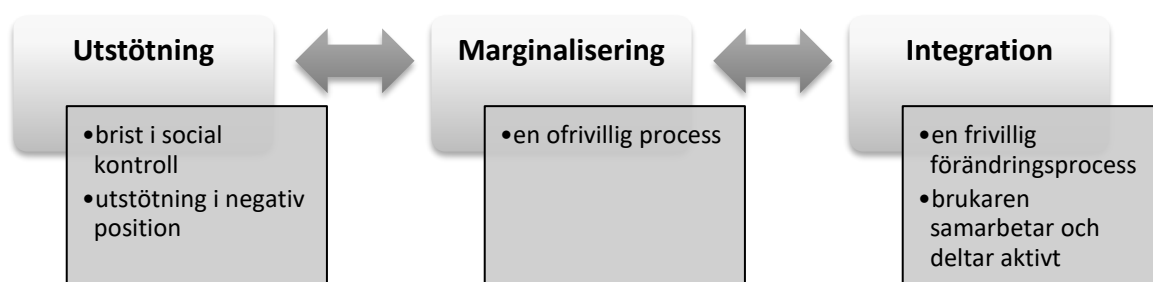 Utstötning
•brist i social
kontroll
•utstötning i negativ
position
Marginalisering
•en ofrivillig process
Integration
•en frivillig
förändringsprocess
•brukaren
samarbetar och
deltar aktivt